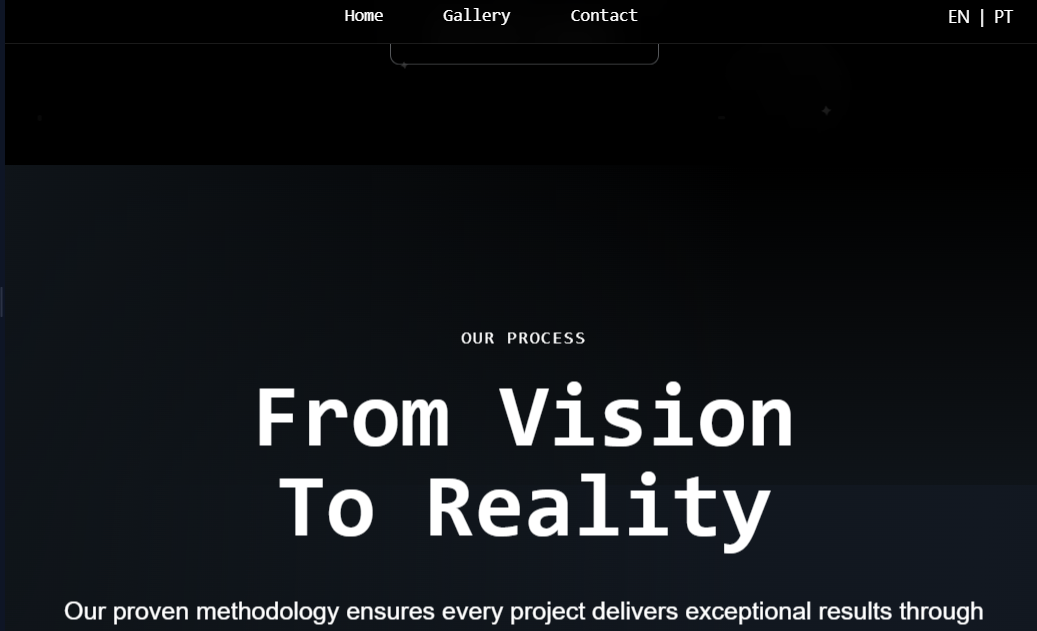 Home Gallery Contact EN | PT
OUR PROCESS
From Vision
To Reality
Our proven methodology ensures every project delivers exceptional results through